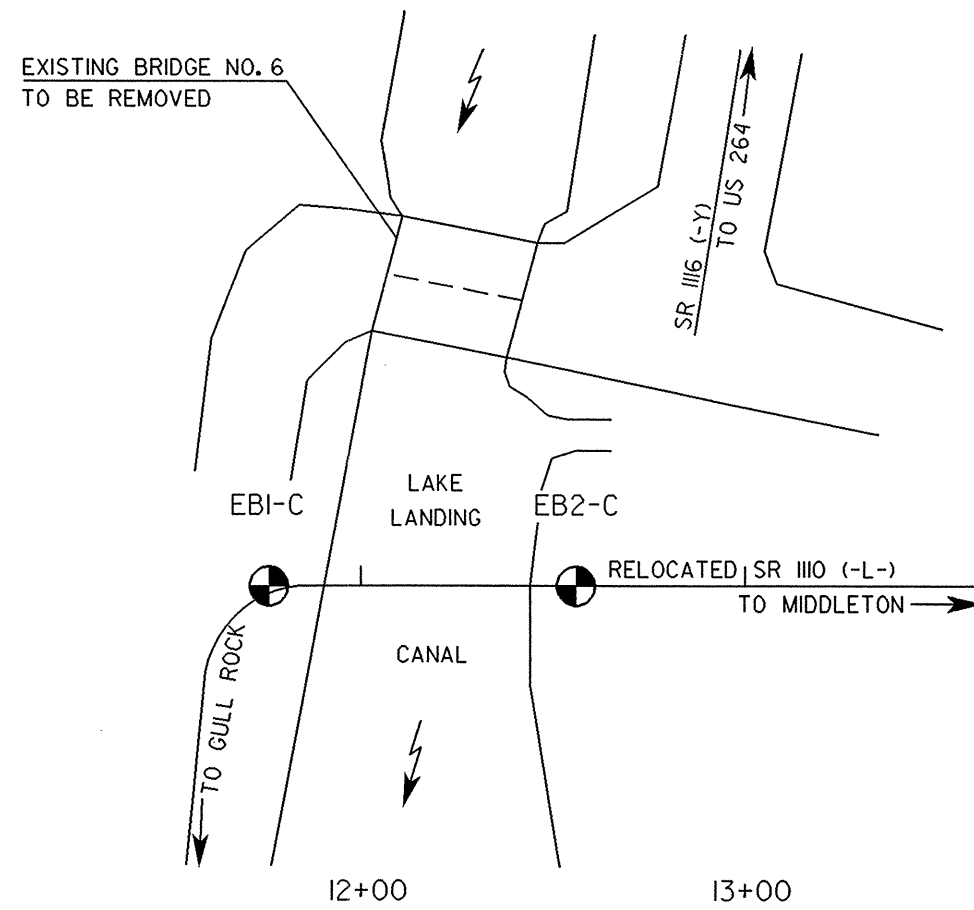 EXISTING BRIDGE NO. 6
TO BE REMOVED
SR 1116 (-Y)
TO US 264
LAKE
LANDING
EB1-C
EB2-C
RELOCATED SR 1110 (-L-)
TO MIDDLETON
CANAL
TO GULL ROCK
12+00
13+00